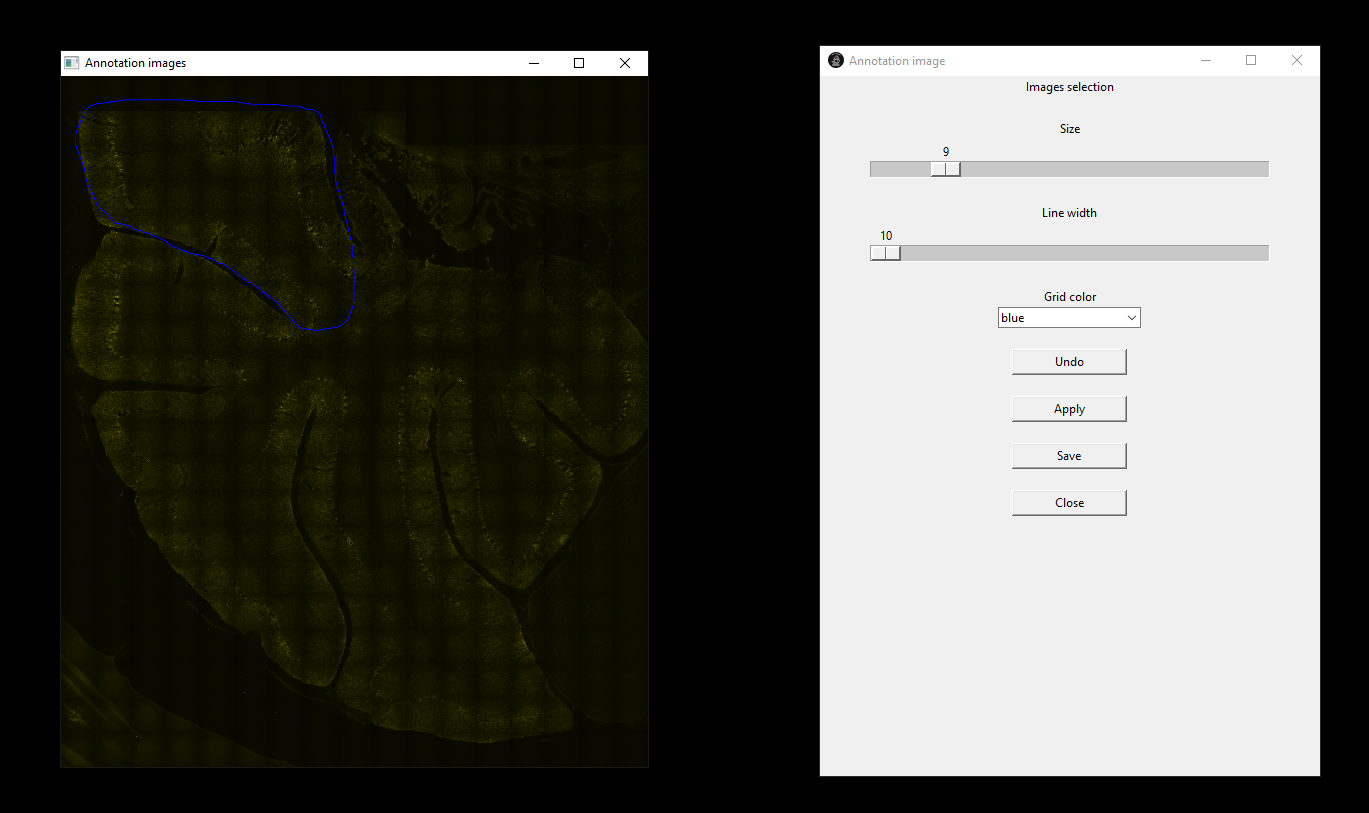 Annotation images
Annotation image
Images selection
Size
9
Line width
10
Grid color
blue
Undo
Apply
Save
Close